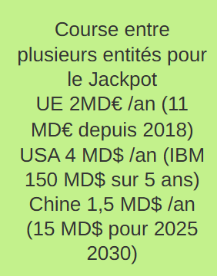 Course entre
plusieurs entités pour
le Jackpot
UE 2MD€ /an (11
MD€ depuis 2018)
USA 4 MD$ /an (IBM
150 MD$ sur 5 ans)
Chine 1,5 MD$ /an
(15 MD$ pour 2025
2030)